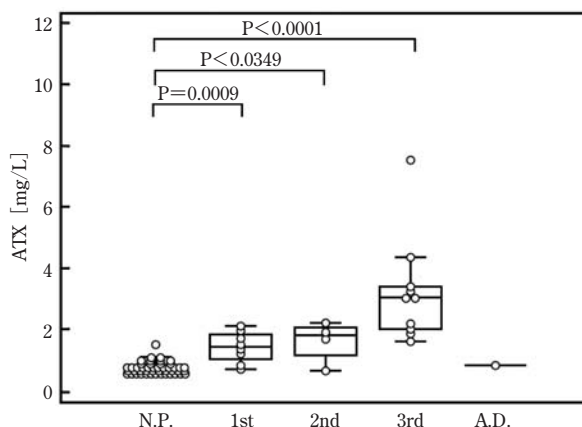 12
P<0.0001
10
P<0.0349
P=0.0009
8
ATX [mg/L]
6
4
2
0
N.P. 1st 2nd 3rd A.D.